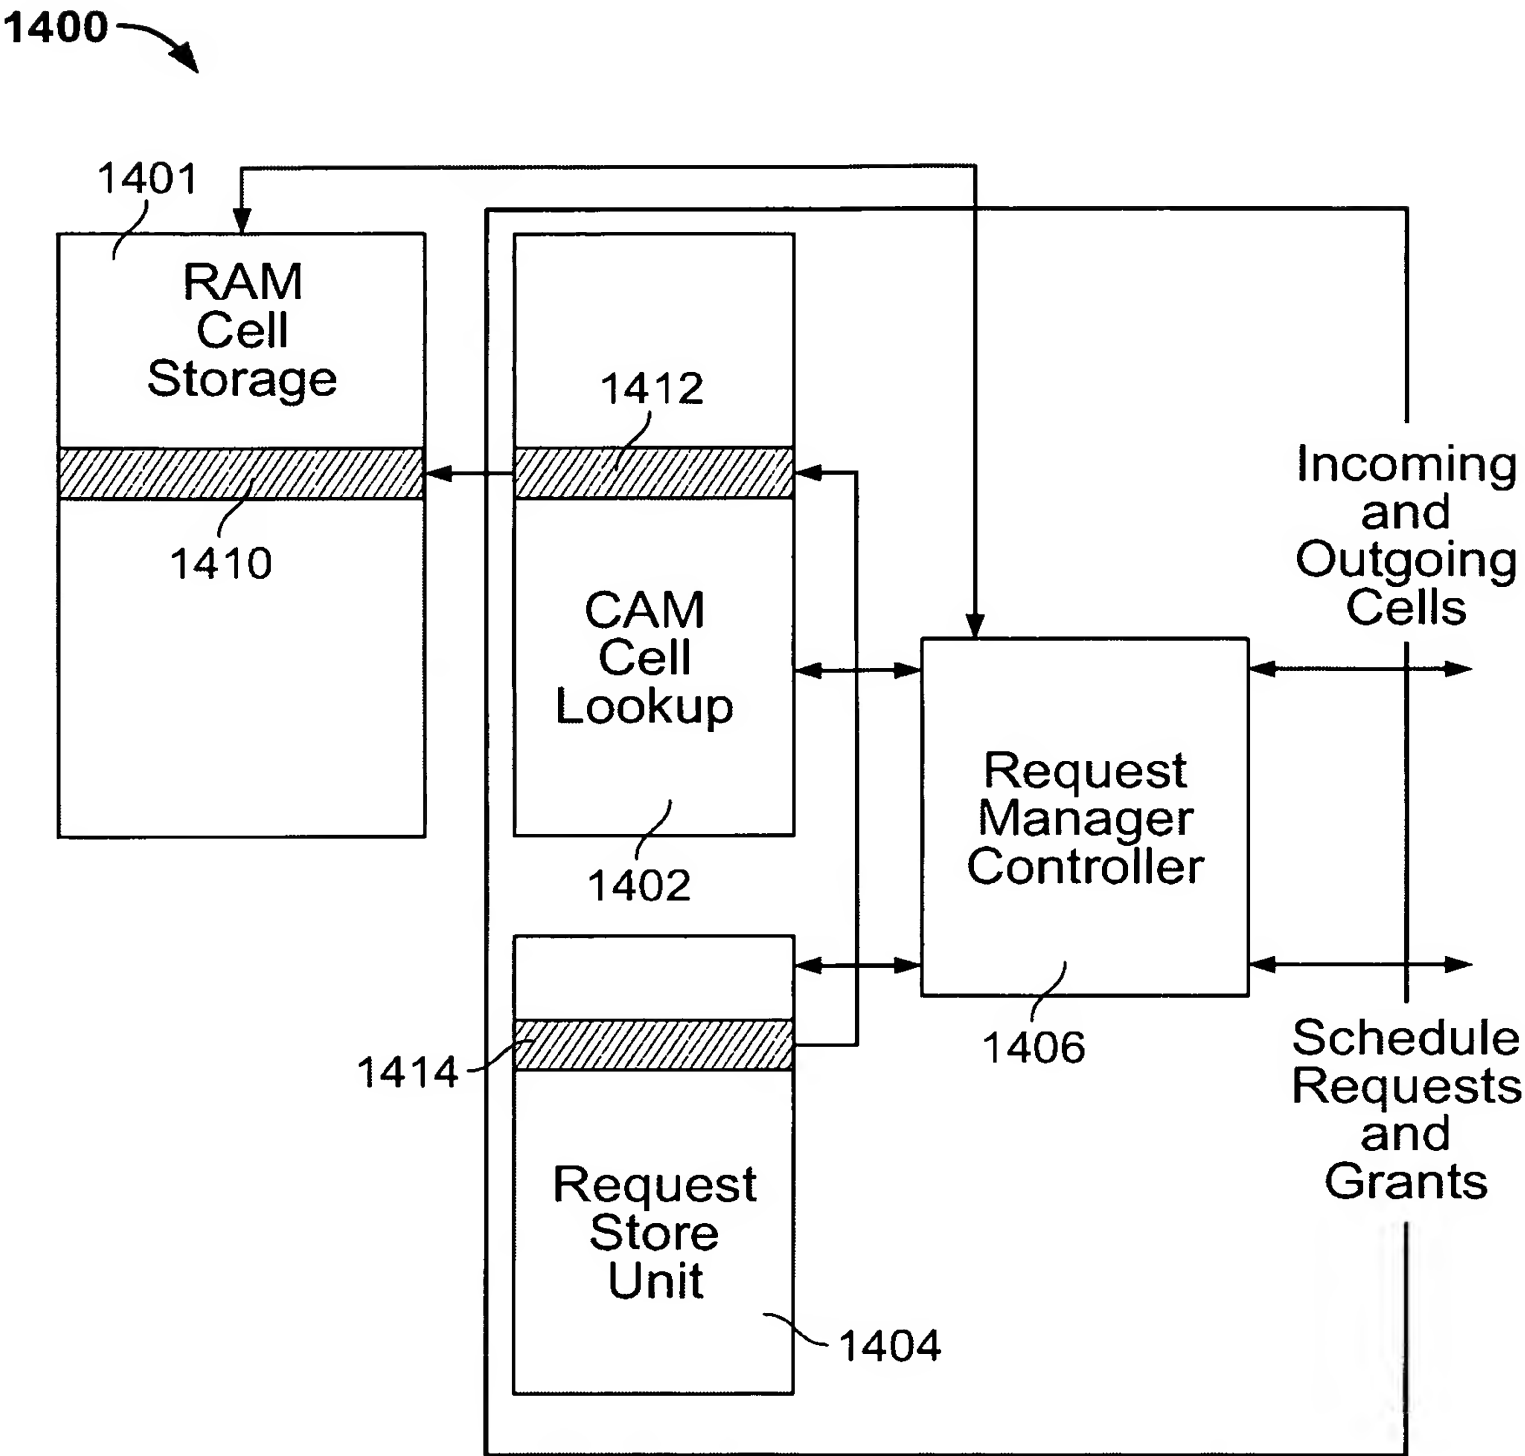 1400
1401
RAM
Cell
Storage
1412
1410
CAM
Cell
Lookup
1402
Incoming
and
Outgoing
Cells
Request
Manager
Controller
1406
1414
Request
Store
Unit
1404
Schedule
Requests
and
Grants